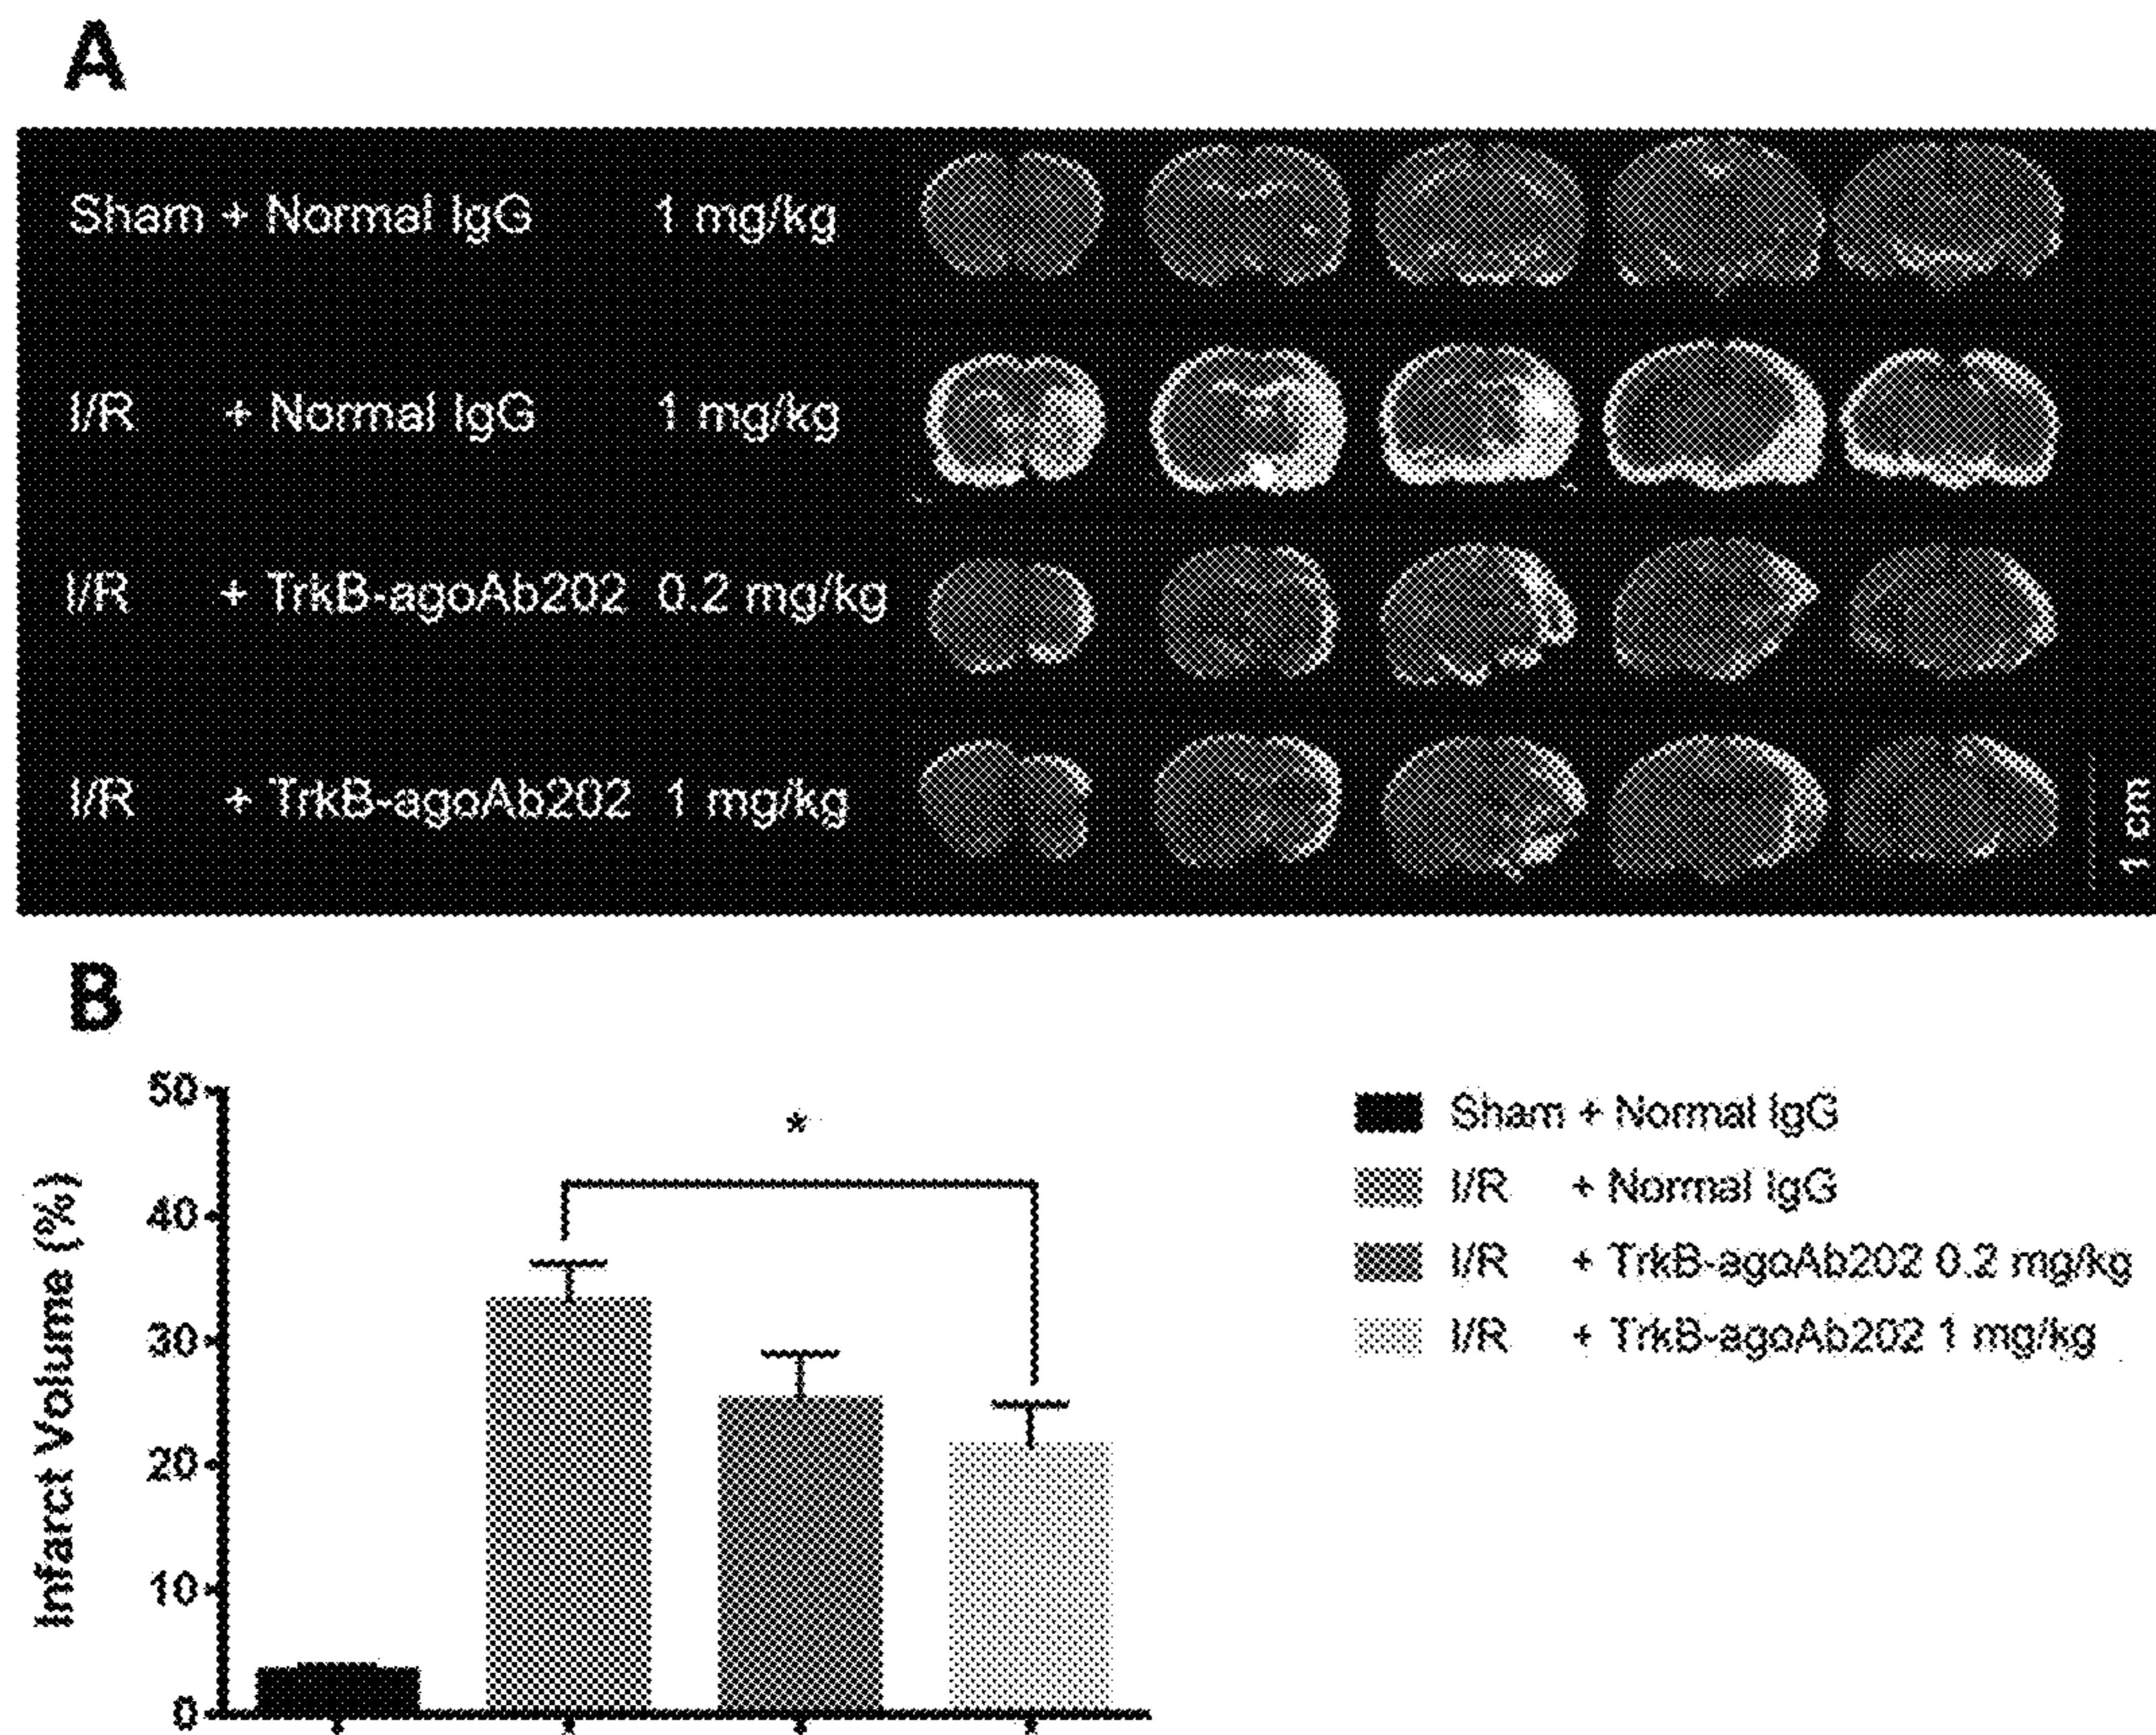 A
Sham + Normal IgG 1 mg/kg
I/R + Normal IgG 1 mg/kg
I/R + TrkB-agoAb202 0.2 mg/kg
I/R + TrkB-agoAb202 1 mg/kg
1 cm
B
50
40
30
20
10
0
Infarct Volume (%)
*
Sham + Normal IgG
I/R + Normal IgG
I/R + TrkB-agoAb202 0.2 mg/kg
I/R + TrkB-agoAb202 1 mg/kg